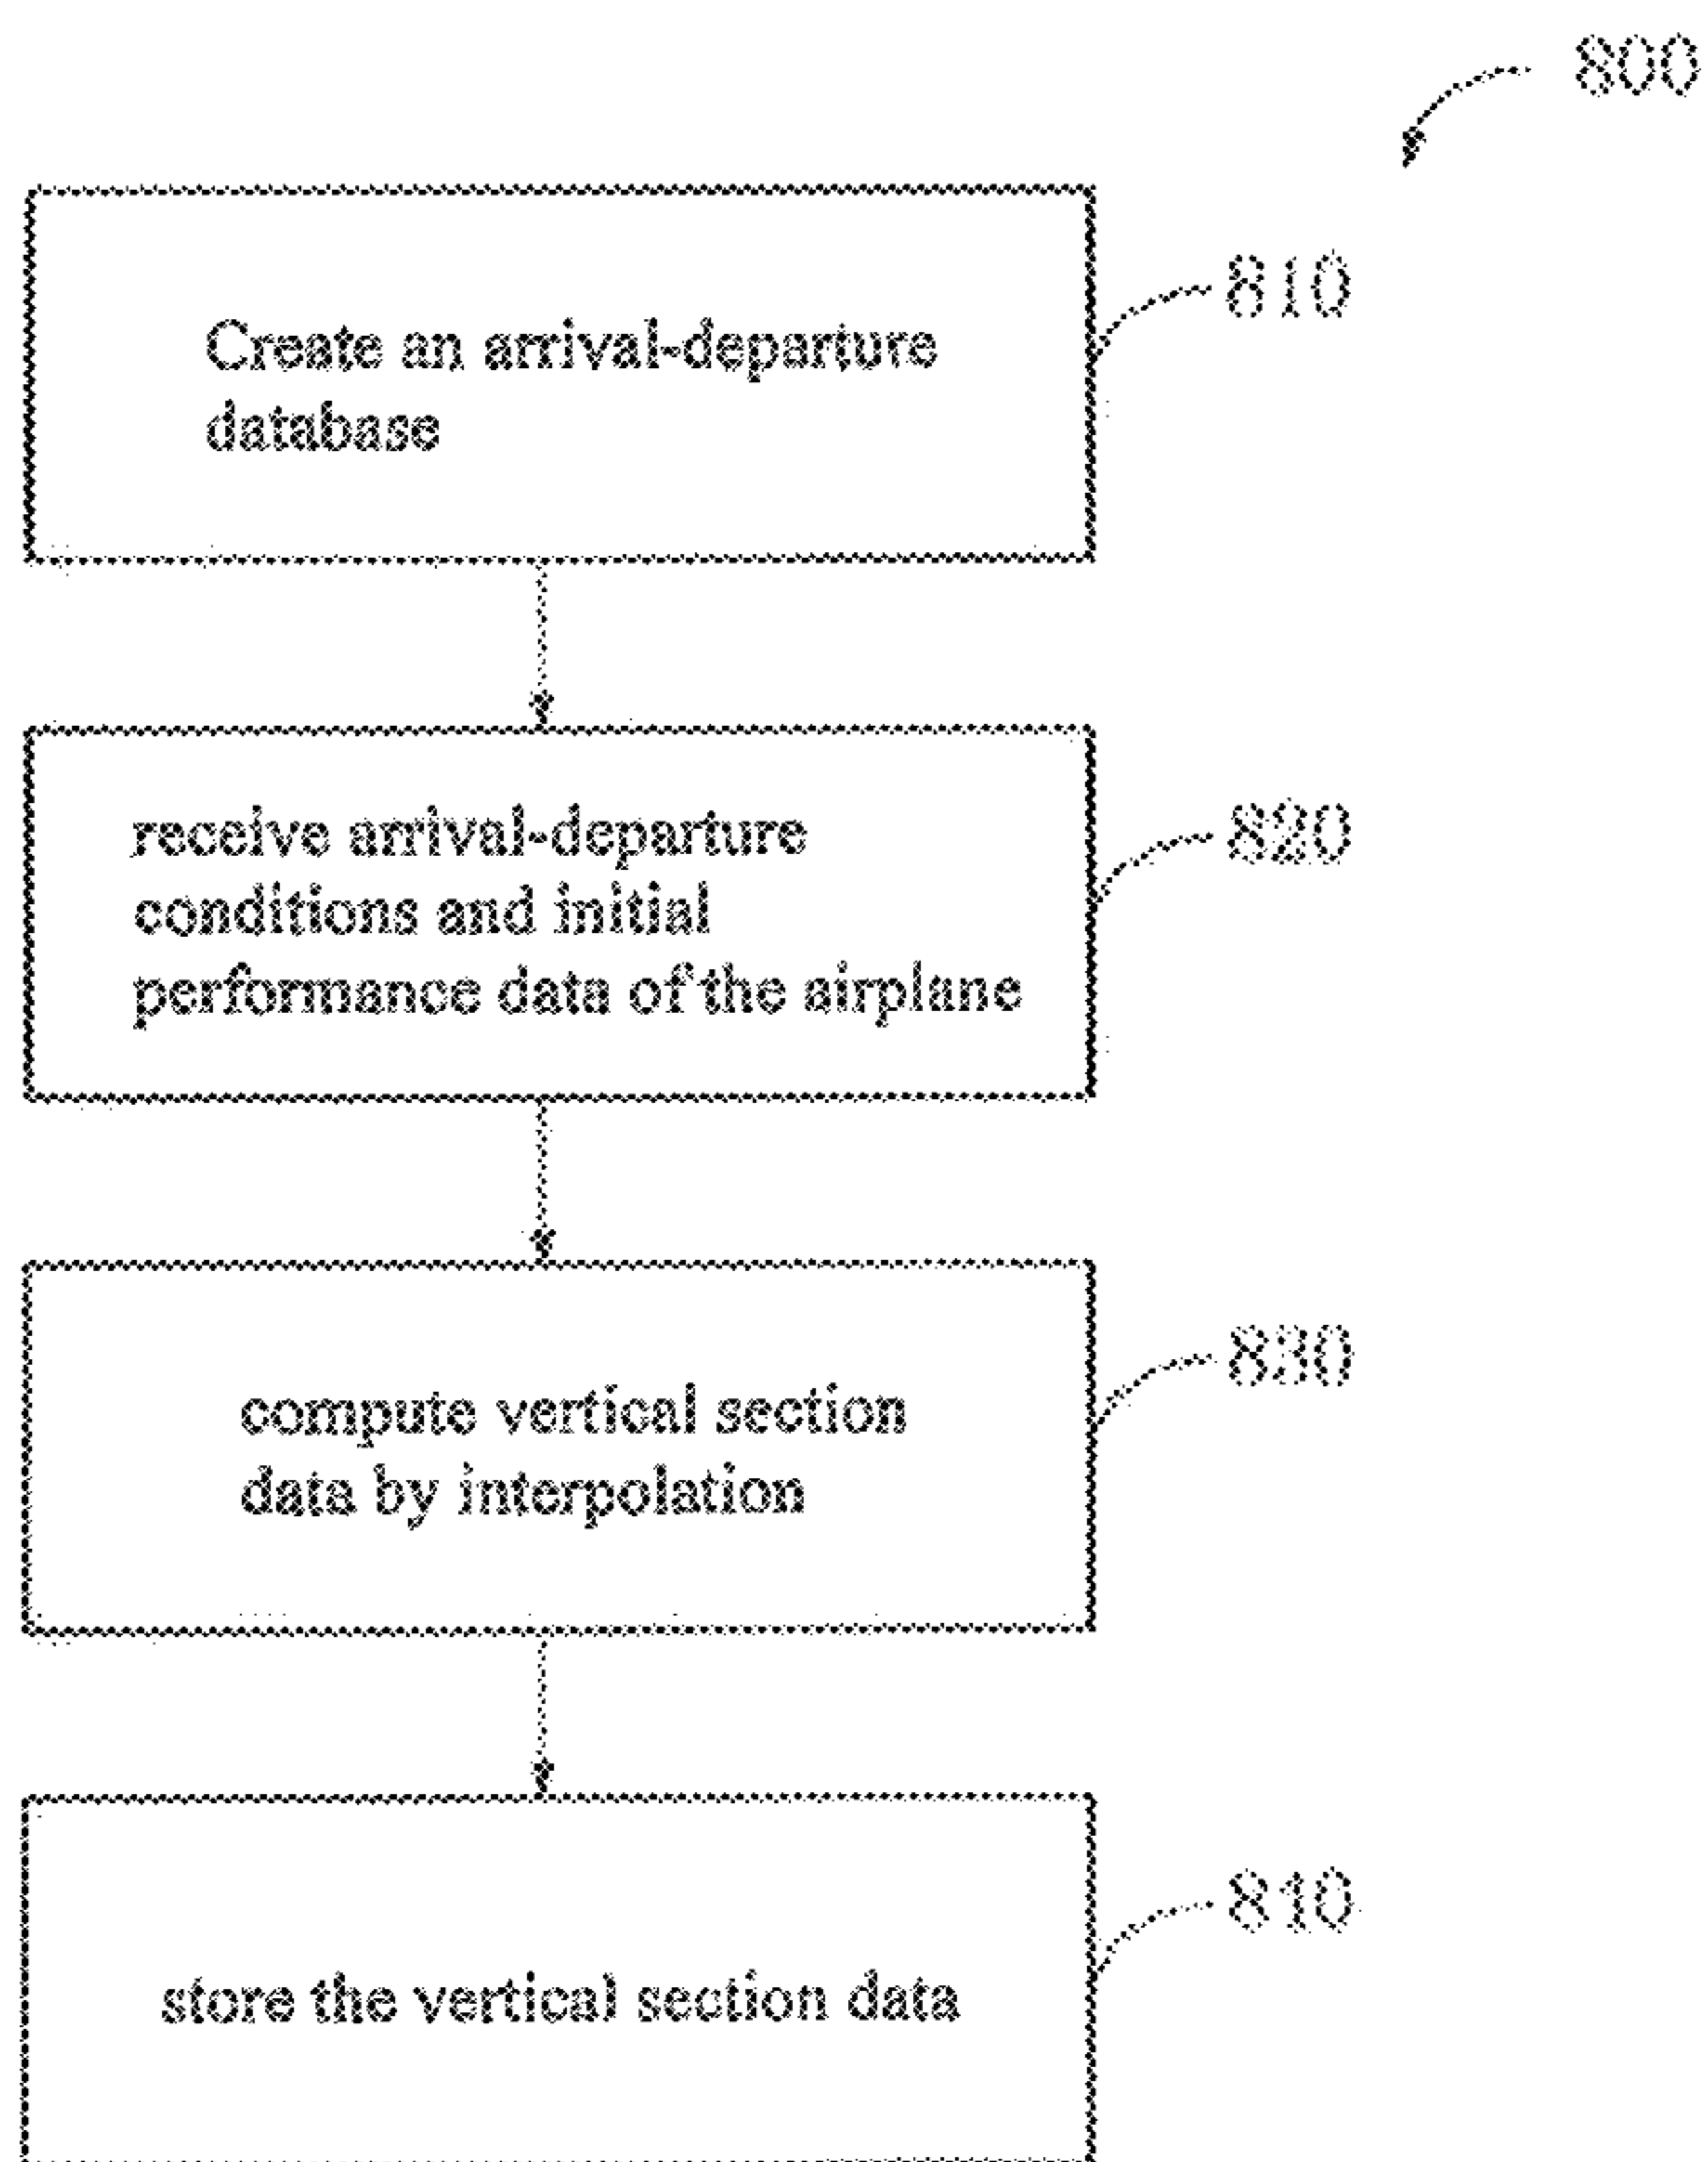 800
Create an arrival-departure
database
810
receive arrival-departure
conditions and initial
performance data of the airplane
820
compute vertical section
data by interpolation
830
store the vertical section data
840